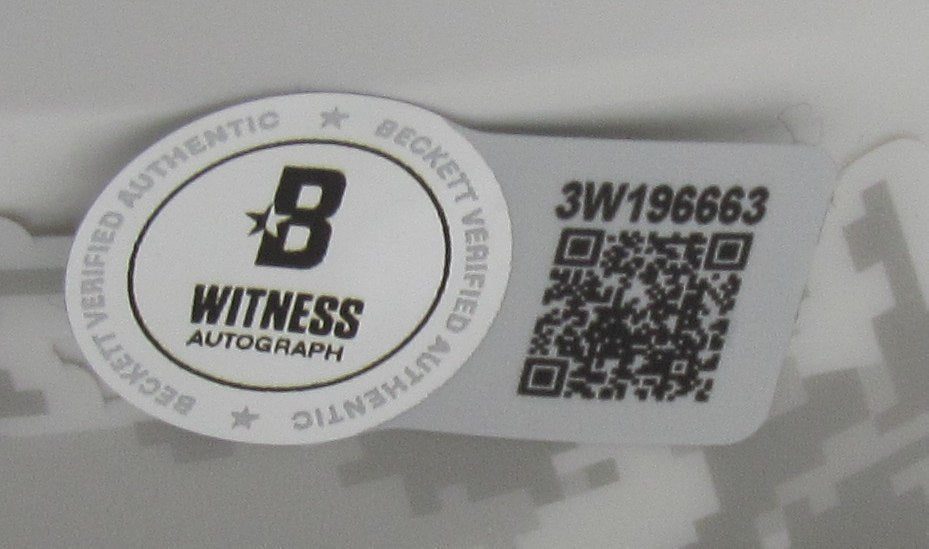 BECKETT VERIFIED AUTHENTIC
BECKETT VERIFIED AUTHENTIC
B
WITNESS
AUTOGRAPH
3W196663